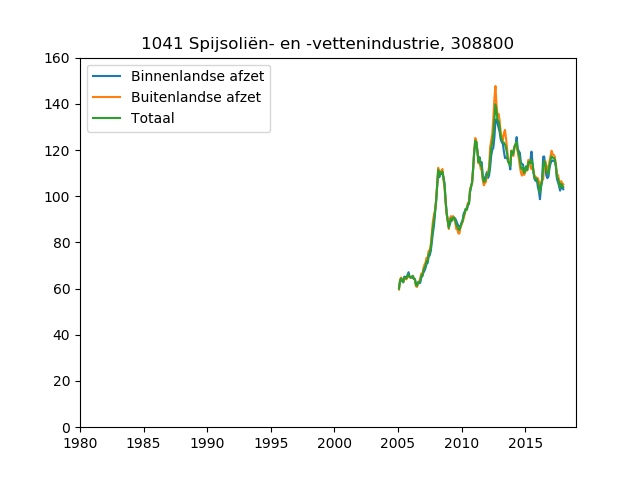 1041 Spijsoliën- en -vettenindustrie, 308800
160
140
120
100
80
60
40
20
0
Binnenlandse afzet
Buitenlandse afzet
Totaal
1980 1985 1990 1995 2000 2005 2010 2015